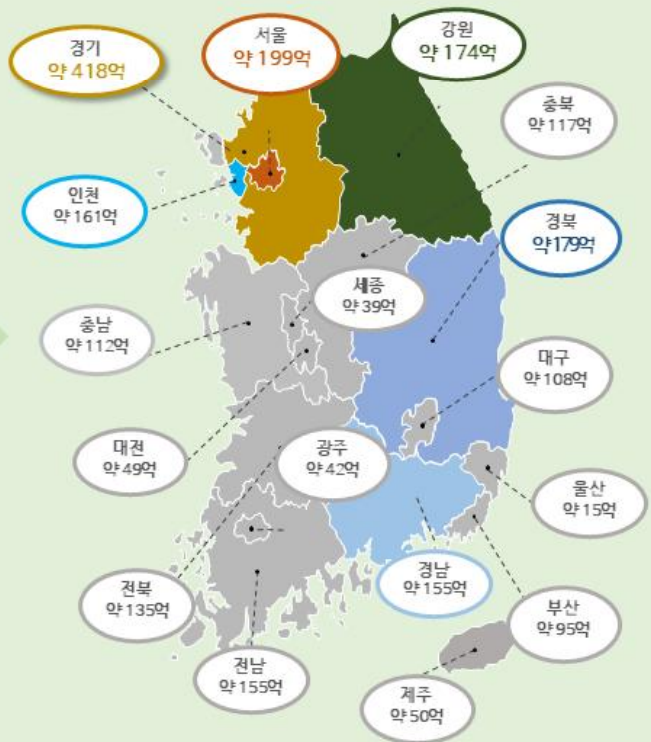 경기
약 418억
서울
약 199억
강원
약 174억
충북
약 117억
인천
약 161억
경북
약179억
세종
약 39억
충남
약 112억
대구
약 108억
대전
약 49억
광주
약 42억
울산
약 15억
경남
약 155억
전북
약 135억
부산
약 95억
전남
약 155억
제주
약 50억